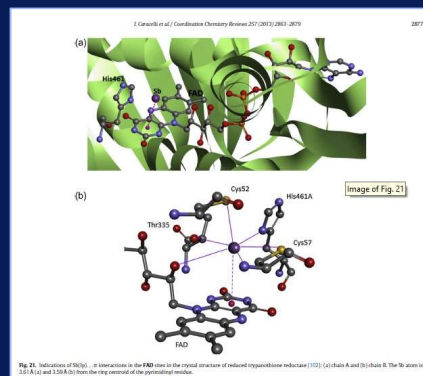 I. Caracelli et al. / Coordination Chemistry Reviews 257 (2013) 2863–2879
2877
(a)
His461
Sb
FAD
Image of Fig. 21
(b)
Cys52
His461A
Thr335
Cys57
FAD
Fig. 21. Indications of Sb(lp)…π interactions in the FAD sites in the crystal structure of reduced trypanothione reductase [102]: (a) chain A and (b) chain B. The Sb atom is
3.61 Å (a) and 3.59 Å (b) from the ring centroid of the pyrimidinyl residue.